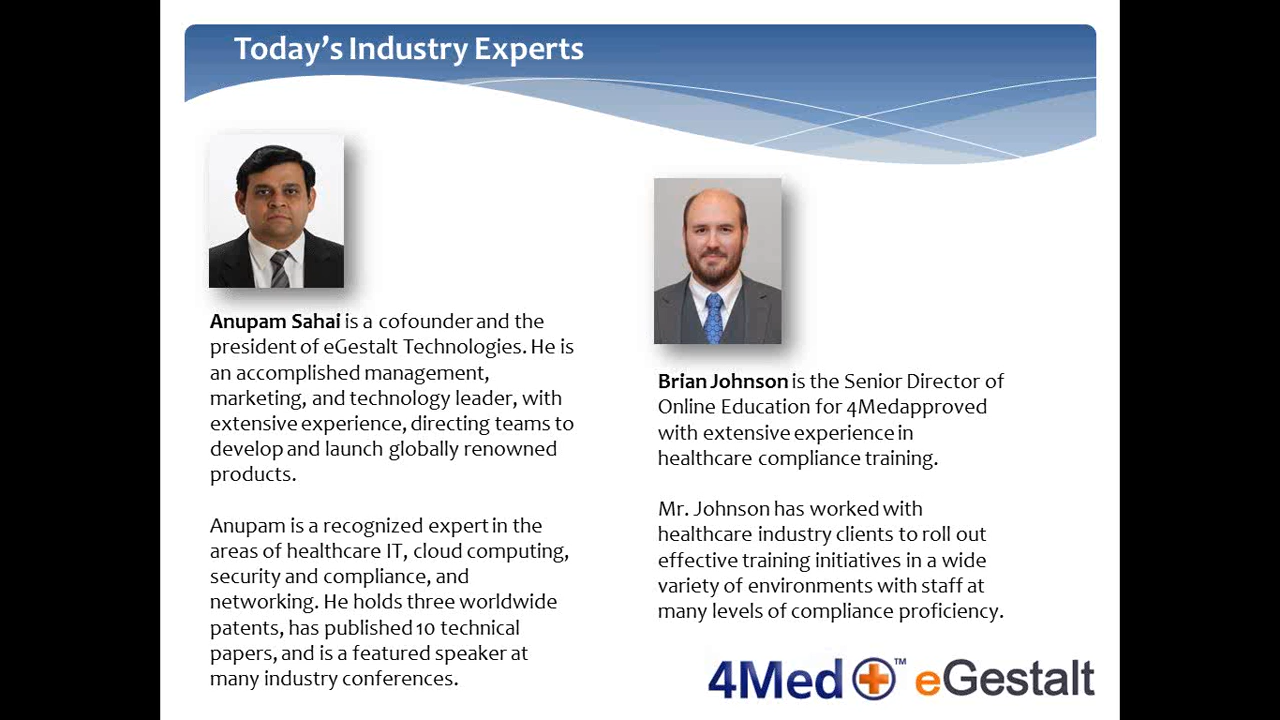 Today's Industry Experts
Anupam Sahai is a cofounder and the
president of eGestalt Technologies. He is
an accomplished management,
marketing, and technology leader, with
extensive experience, directing teams to
develop and launch globally renowned
products.
Anupam is a recognized expert in the
areas of healthcare IT, cloud computing,
security and compliance, and
networking. He holds three worldwide
patents, has published 10 technical
papers, and is a featured speaker at
many industry conferences.
Brian Johnson is the Senior Director of
Online Education for 4Medapproved
with extensive experience in
healthcare compliance training.
Mr. Johnson has worked with
healthcare industry clients to roll out
effective training initiatives in a wide
variety of environments with staff at
many levels of compliance proficiency.
4Med ™ eGestalt